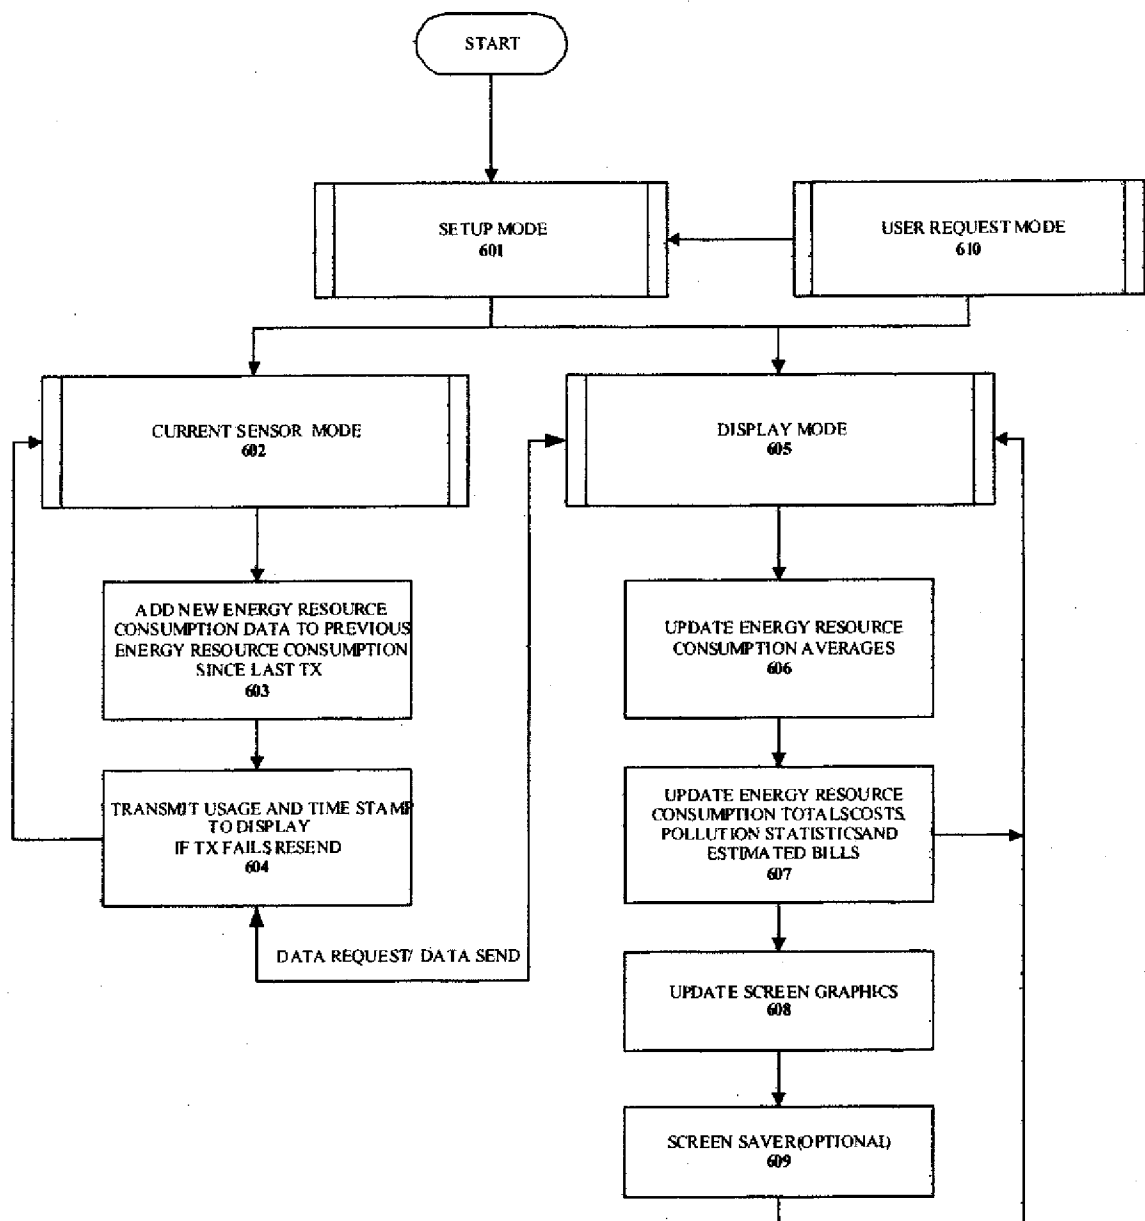 START
SETUP MODE
601
USER REQUEST MODE
610
CURRENT SENSOR MODE
602
DISPLAY MODE
605
ADD NEW ENERGY RESOURCE
CONSUMPTION DATA TO PREVIOUS
ENERGY RESOURCE CONSUMPTION
SINCE LAST TX
603
UPDATE ENERGY RESOURCE
CONSUMPTION AVERAGES
606
TRANSMIT USAGE AND TIME STAMP
TO DISPLAY
IF TX FAILS RESEND
604
UPDATE ENERGY RESOURCE
CONSUMPTION TOTALSCOSTS,
POLLUTION STATISTICSAND
ESTIMATED BILLS
607
DATA REQUEST/ DATA SEND
UPDATE SCREEN GRAPHICS
608
SCREEN SAVER(OPTIONAL)
609